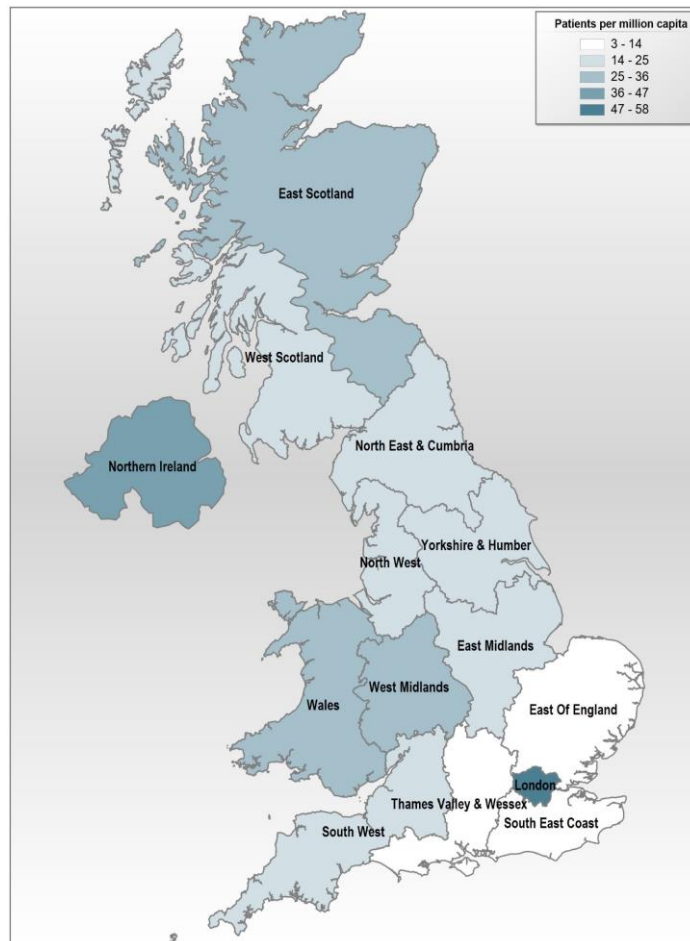 Patients per million capita
3 - 14
14 - 25
25 - 36
36 - 47
47 - 58
East Scotland
West Scotland
North East & Cumbria
Northern Ireland
Yorkshire & Humber
North West
East Midlands
West Midlands
Wales
East Of England
London
Thames Valley & Wessex
South East Coast
South West